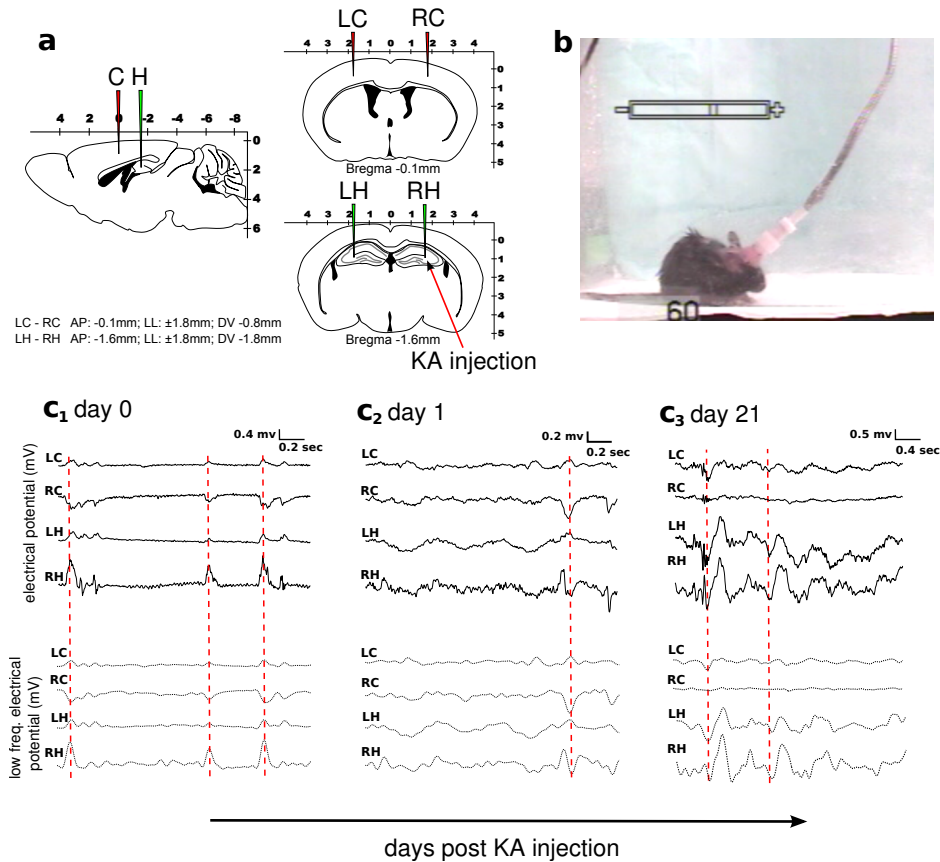 a
C H
4 2 0 -2 -4 -6 -8
0
2
4
6
LC RC
4 3 2 1 0 1 2 3 4
0
1
2
3
4
5
Bregma -0.1mm
LH RH
4 3 2 1 0 1 2 3 4
0
1
2
3
4
5
Bregma -1.6mm
KA injection
LC - RC AP: -0.1mm; LL: ±1.8mm; DV -0.8mm
LH - RH AP: -1.6mm; LL: ±1.8mm; DV -1.8mm
b
- +
60
C1 day 0
0.4 mv
0.2 sec
electrical potential (mV)
LC
RC
LH
RH
low freq. electrical
potential (mV)
LC
RC
LH
RH
C2 day 1
0.2 mv
0.2 sec
LC
RC
LH
RH
LC
RC
LH
RH
C3 day 21
0.5 mv
0.4 sec
LC
RC
LH
RH
LC
RC
LH
RH
days post KA injection